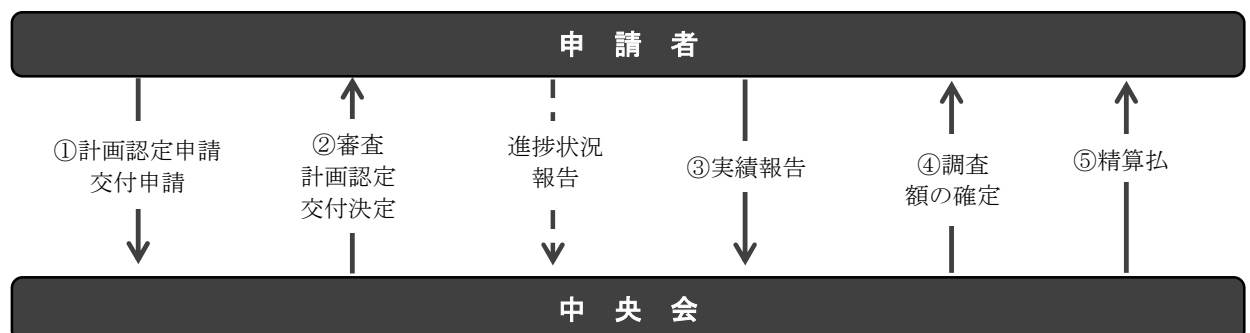 申 請 者
①計画認定申請
交付申請
②審査
計画認定
交付決定
進捗状況
報告
③実績報告
④調査
額の確定
⑤精算払
中 央 会